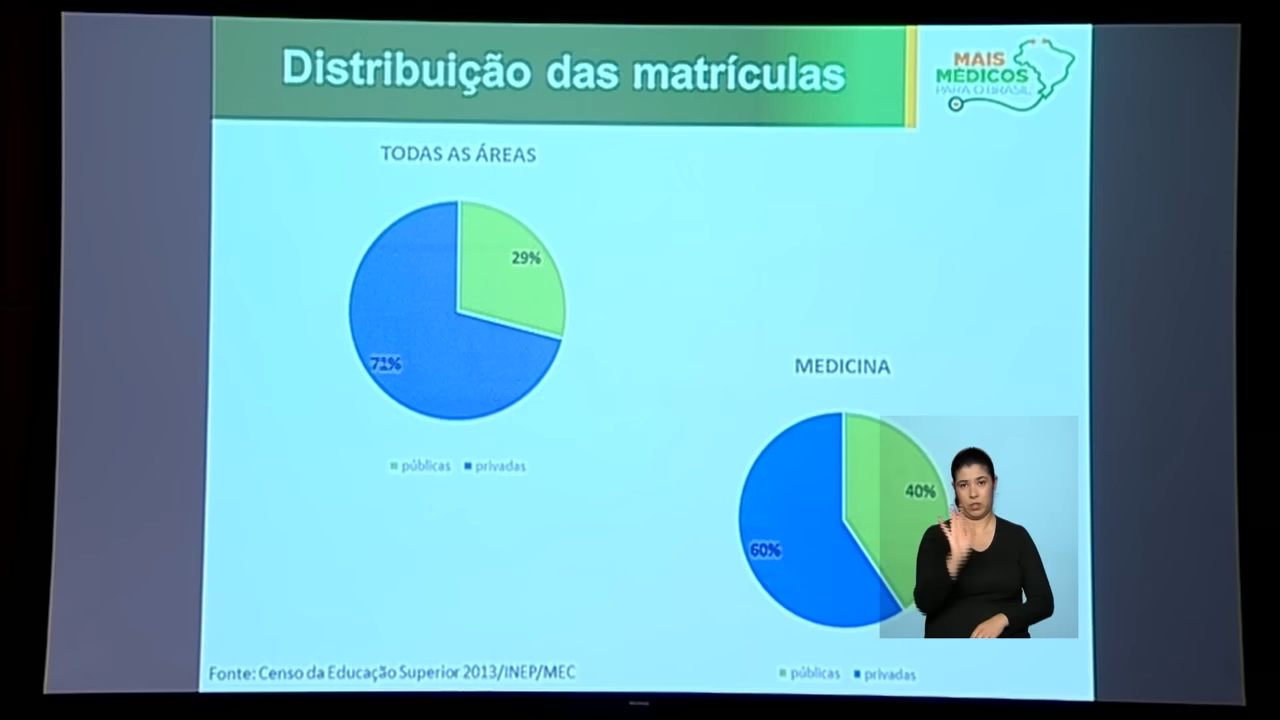 Distribuição das matrículas
MAIS
MÉDICOS
PARA O BRASIL
TODAS AS ÁREAS
29%
71%
públicas privadas
MEDICINA
40%
60%
públicas privadas
Fonte: Censo da Educação Superior 2013/INEP/MEC